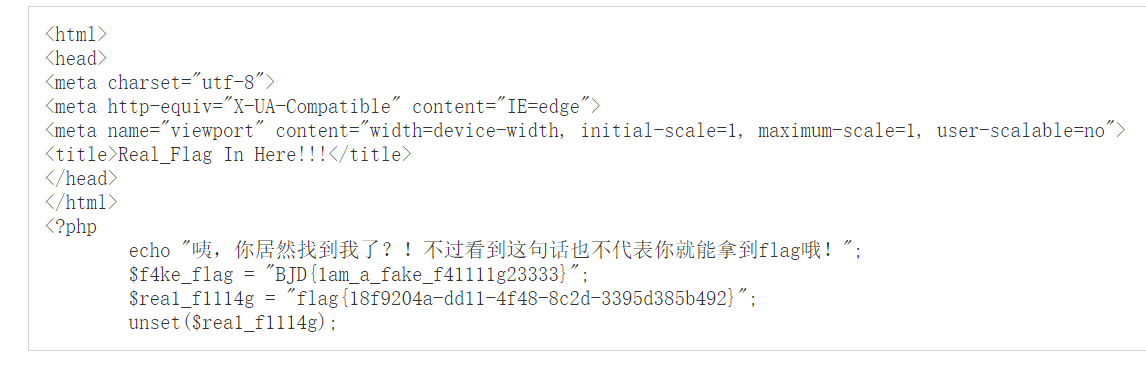 <html>
<head>
<meta charset="utf-8">
<meta http-equiv="X-UA-Compatible" content="IE=edge">
<meta name="viewport" content="width=device-width, initial-scale=1, maximum-scale=1, user-scalable=no">
<title>Real_Flag In Here!!!</title>
</head>
</html>
<?php
echo "咦，你居然找到我了？！不过看到这句话也不代表你就能拿到flag哦！";
$f4ke_flag = "BJD{1am_a_fake_f41111g23333}";
$real_f1114g = "flag{18f9204a-dd11-4f48-8c2d-3395d385b492}";
unset($real_f1114g);